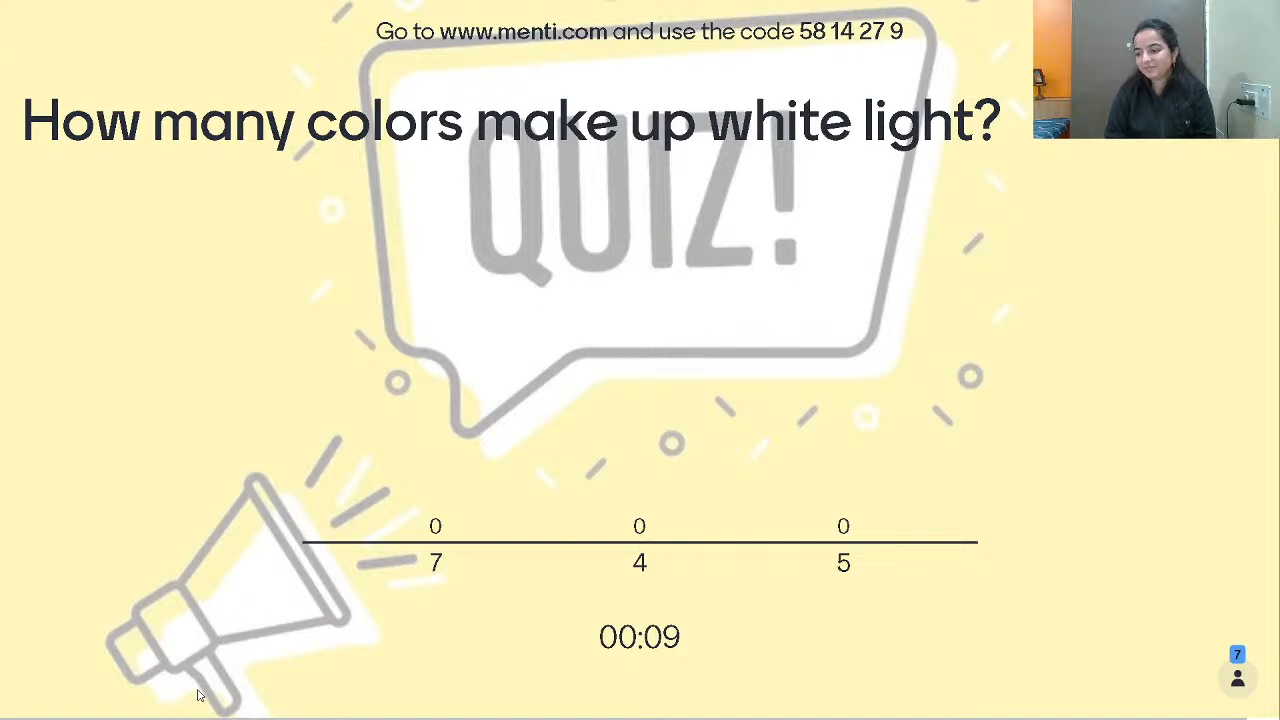 Go to www.menti.com and use the code 58 14 27 9
How many colors make up white light?
QUIZ!
0 0 0
7 4 5
00:09
7